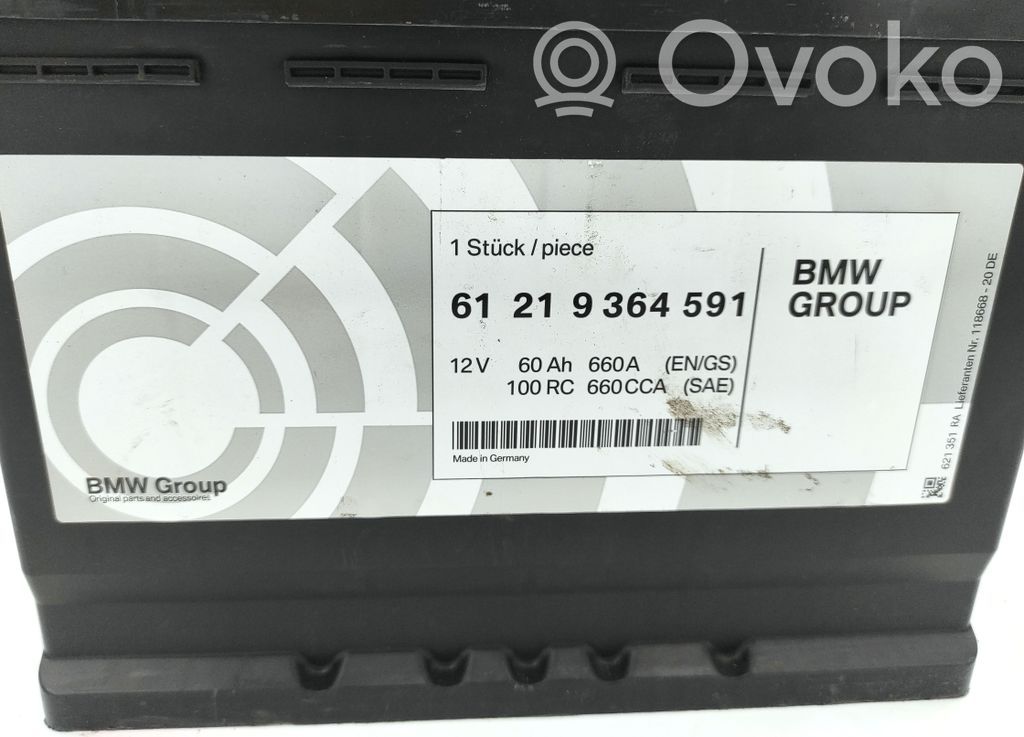 Ovoko
1 Stück / piece
61 21 9 364 591
12 V 60 Ah 660 A (EN/GS)
100 RC 660 CCA (SAE)
Made in Germany
BMW
GROUP
BMW Group
Original parts and accessoires
621 351 RA Lieferanten Nr. 118668 - 20 DE